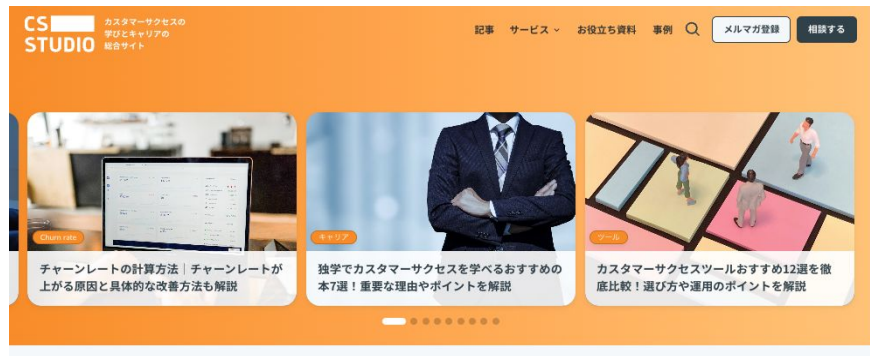 CS
STUDIO
カスタマーサクセスの
学びとキャリアの
総合サイト
記事 サービス お役立ち資料 事例 メルマガ登録 相談する
Churn rate
チャーンレートの計算方法｜チャーンレートが
上がる原因と具体的な改善方法も解説
キャリア
独学でカスタマーサクセスを学べるおすすめの
本7選！重要な理由やポイントを解説
ツール
カスタマーサクセスツールおすすめ12選を徹
底比較！選び方や運用のポイントを解説